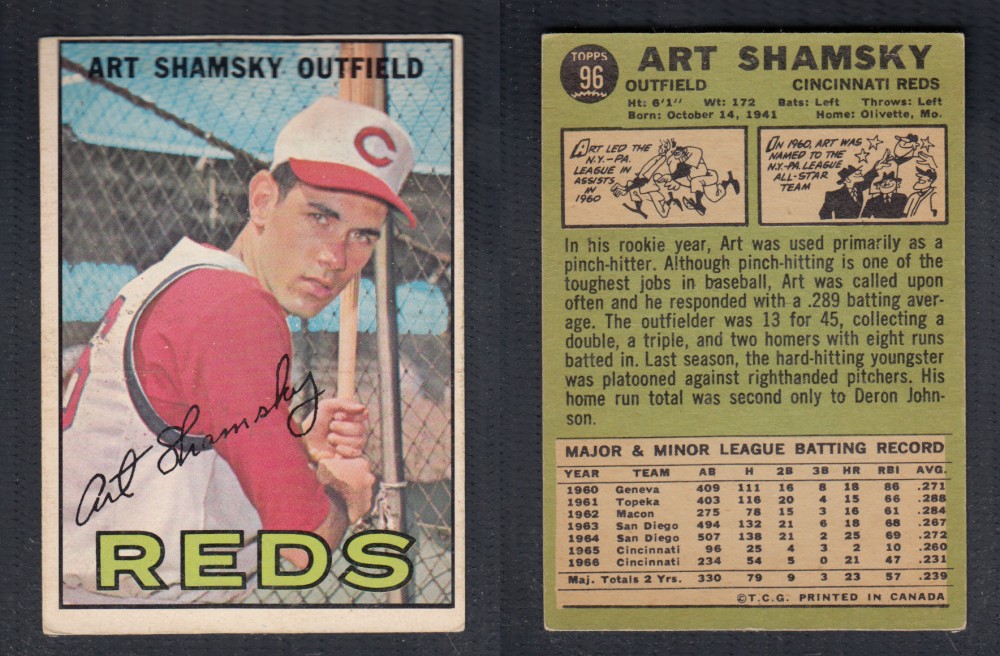 ART SHAMSKY OUTFIELD
C
Art Shamsky
REDS
TOPPS
96
ART SHAMSKY
OUTFIELD CINCINNATI REDS
Ht: 6'1" Wt: 172 Bats: Left Throws: Left
Born: October 14, 1941 Home: Olivette, Mo.
ART LED THE
N.Y.-PA.
LEAGUE IN
ASSISTS
IN
1960
IN 1960, ART WAS
NAMED TO THE
N.Y.-PA. LEAGUE
ALL-STAR
TEAM
In his rookie year, Art was used primarily as a
pinch-hitter. Although pinch-hitting is one of the
toughest jobs in baseball, Art was called upon
often and he responded with a .289 batting aver-
age. The outfielder was 13 for 45, collecting a
double, a triple, and two homers with eight runs
batted in. Last season, the hard-hitting youngster
was platooned against righthanded pitchers. His
home run total was second only to Deron John-
son.
MAJOR & MINOR LEAGUE BATTING RECORD
YEAR TEAM AB H 2B 3B HR RBI AVG.
1960 Geneva 409 111 16 8 18 86 .271
1961 Topeka 403 116 20 4 15 66 .288
1962 Macon 275 78 15 3 16 61 .284
1963 San Diego 494 132 21 6 18 68 .267
1964 San Diego 507 138 21 2 25 69 .272
1965 Cincinnati 96 25 4 3 2 10 .260
1966 Cincinnati 234 54 5 0 21 47 .231
Maj. Totals 2 Yrs. 330 79 9 3 23 57 .239
©T.C.G. PRINTED IN CANADA